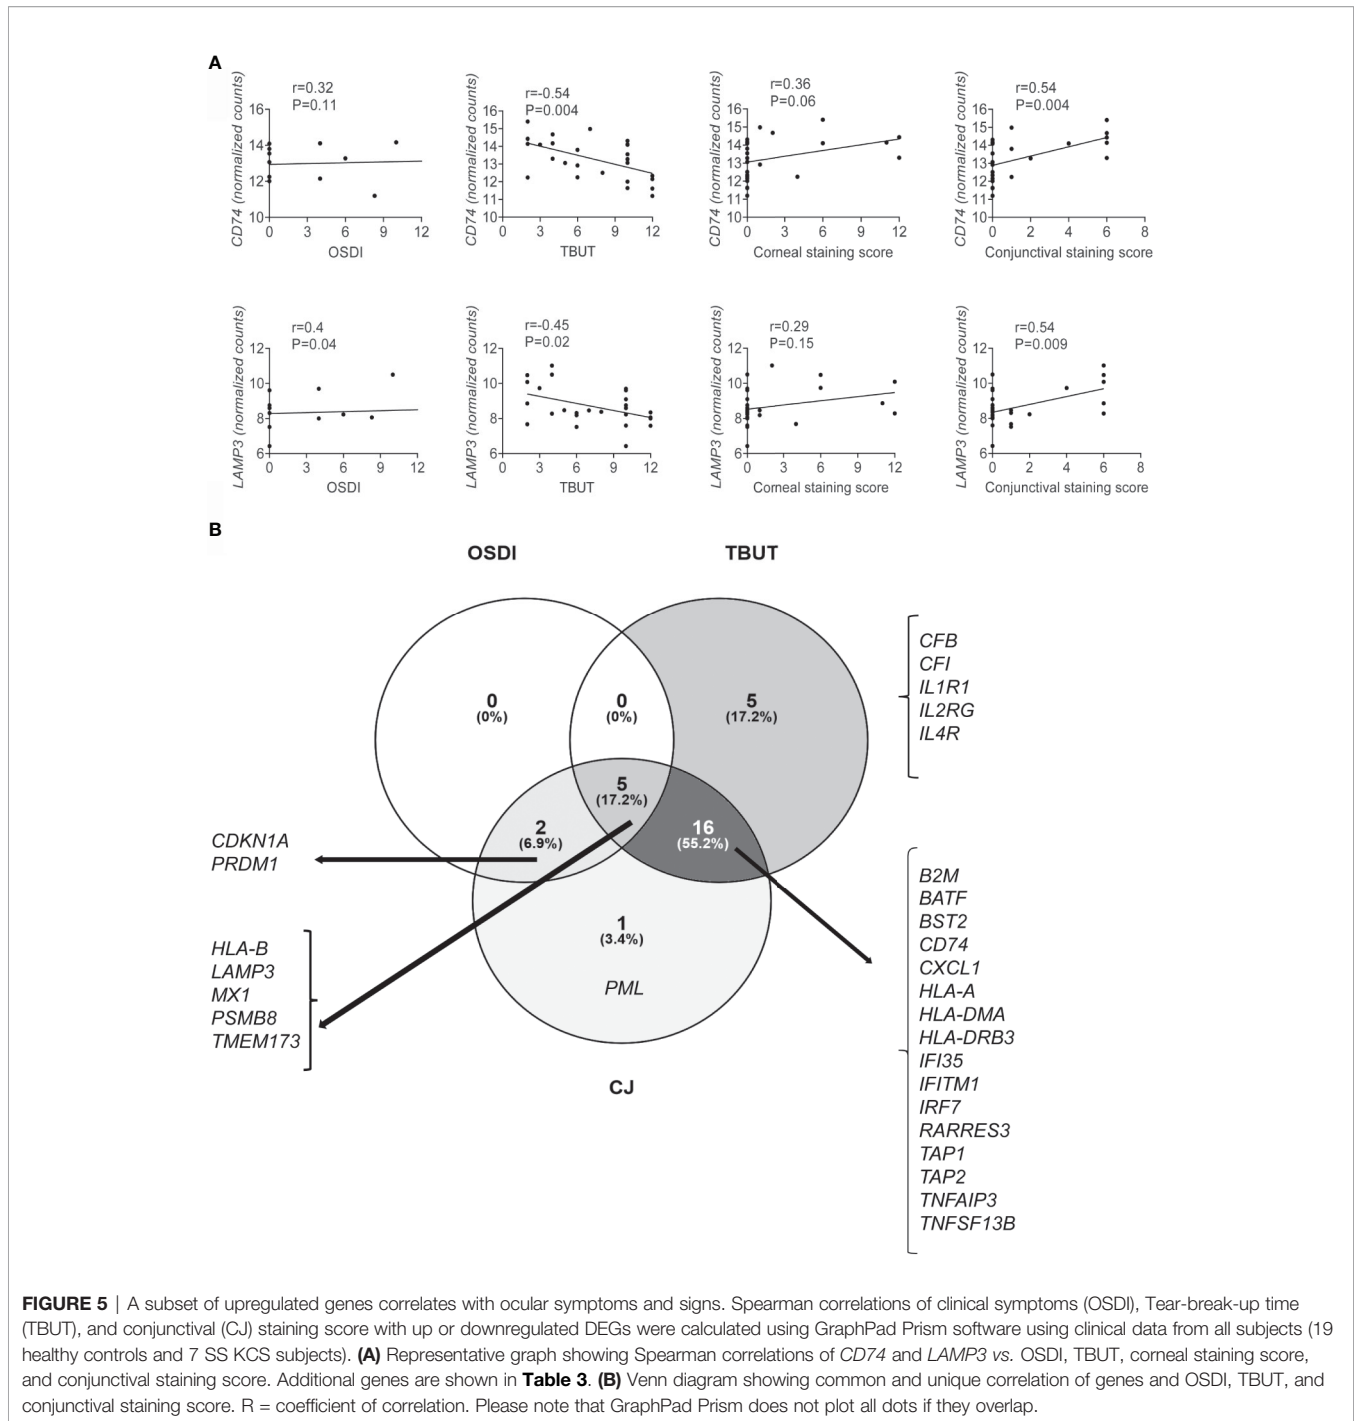 A
r=0.32
P=0.11
CD74 (normalized counts)
16
14
12
10
0 3 6 9 12
OSDI
r=-0.54
P=0.004
CD74 (normalized counts)
16
15
14
13
12
11
10
0 3 6 9 12
TBUT
r=0.36
P=0.06
CD74 (normalized counts)
16
15
14
13
12
11
10
0 3 6 9 12
Corneal staining score
r=0.54
P=0.004
CD74 (normalized counts)
16
15
14
13
12
11
10
0 2 4 6 8
Conjunctival staining score
r=0.4
P=0.04
LAMP3 (normalized counts)
12
10
8
6
0 3 6 9 12
OSDI
r=-0.45
P=0.02
LAMP3 (normalized counts)
12
10
8
6
0 3 6 9 12
TBUT
r=0.29
P=0.15
LAMP3 (normalized counts)
12
10
8
6
0 3 6 9 12
Corneal staining score
r=0.54
P=0.009
LAMP3 (normalized counts)
12
10
8
6
0 2 4 6 8
Conjunctival staining score
B
OSDI
TBUT
0
(0%)
0
(0%)
5
(17.2%)
5
(17.2%)
2
(6.9%)
16
(55.2%)
1
(3.4%)
PML
CJ
CFB
CFI
IL1R1
IL2RG
IL4R
CDKN1A
PRDM1
HLA-B
LAMP3
MX1
PSMB8
TMEM173
B2M
BATF
BST2
CD74
CXCL1
HLA-A
HLA-DMA
HLA-DRB3
IFI35
IFITM1
IRF7
RARRES3
TAP1
TAP2
TNFAIP3
TNFSF13B
FIGURE 5 | A subset of upregulated genes correlates with ocular symptoms and signs. Spearman correlations of clinical symptoms (OSDI), Tear-break-up time
(TBUT), and conjunctival (CJ) staining score with up or downregulated DEGs were calculated using GraphPad Prism software using clinical data from all subjects (19
healthy controls and 7 SS KCS subjects). (A) Representative graph showing Spearman correlations of CD74 and LAMP3 vs. OSDI, TBUT, corneal staining score,
and conjunctival staining score. Additional genes are shown in Table 3. (B) Venn diagram showing common and unique correlation of genes and OSDI, TBUT, and
conjunctival staining score. R = coefficient of correlation. Please note that GraphPad Prism does not plot all dots if they overlap.